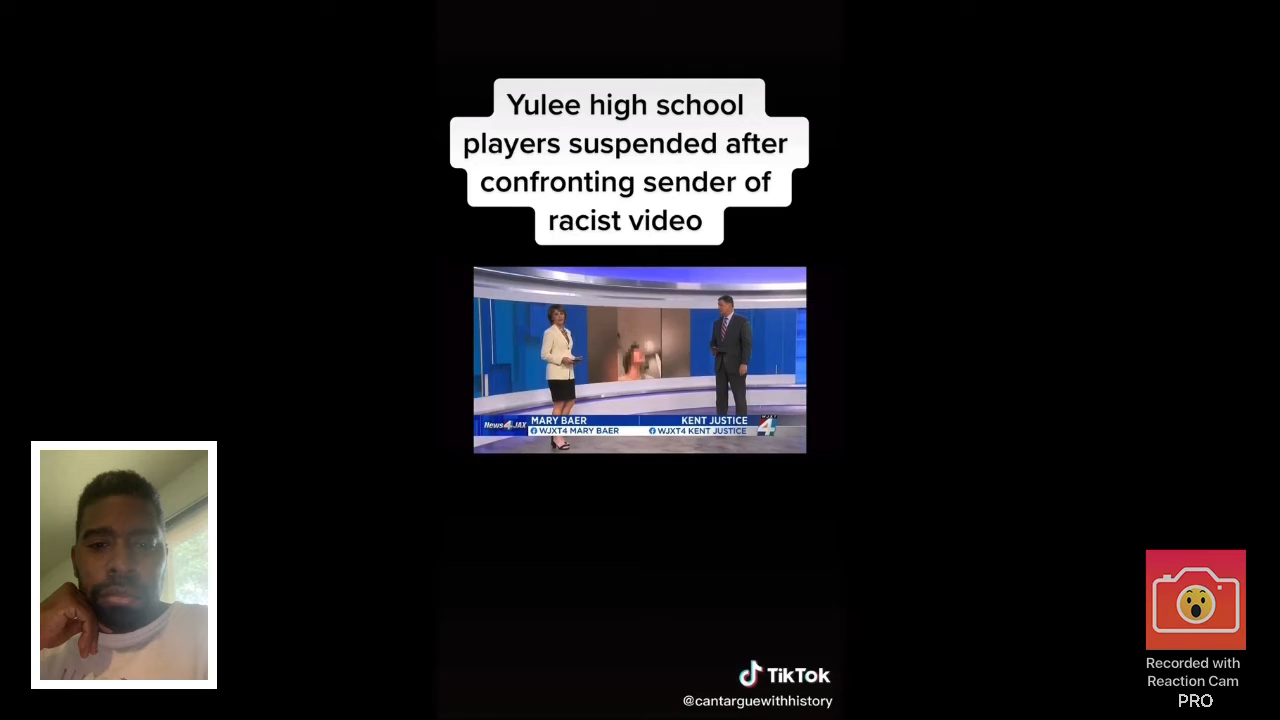 Yulee high school
players suspended after
confronting sender of
racist video
News4JAX
MARY BAER
KENT JUSTICE
WJXT4 MARY BAER
WJXT4 KENT JUSTICE
WJXT
4
TikTok
@cantarguewithhistory
Recorded with
Reaction Cam
PRO